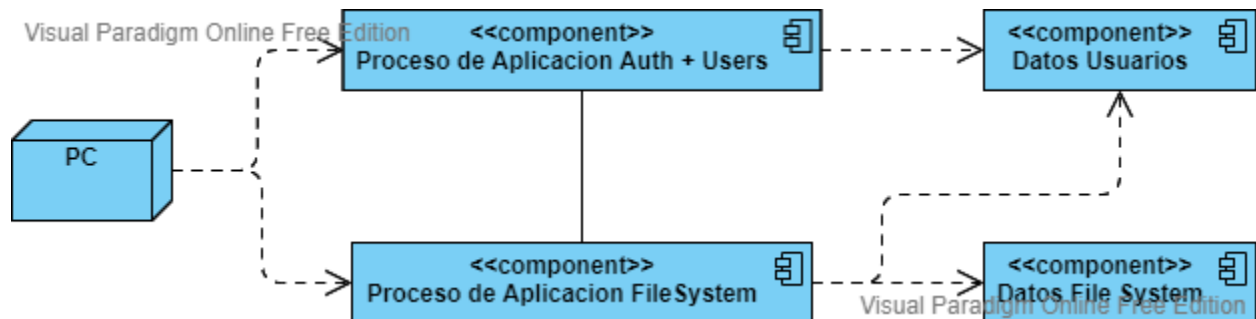 Visual Paradigm Online Free Edition
<<component>>
Proceso de Aplicacion Auth + Users
<<component>>
Datos Usuarios
PC
<<component>>
Proceso de Aplicacion FileSystem
<<component>>
Datos File System
Visual Paradigm Online Free Edition